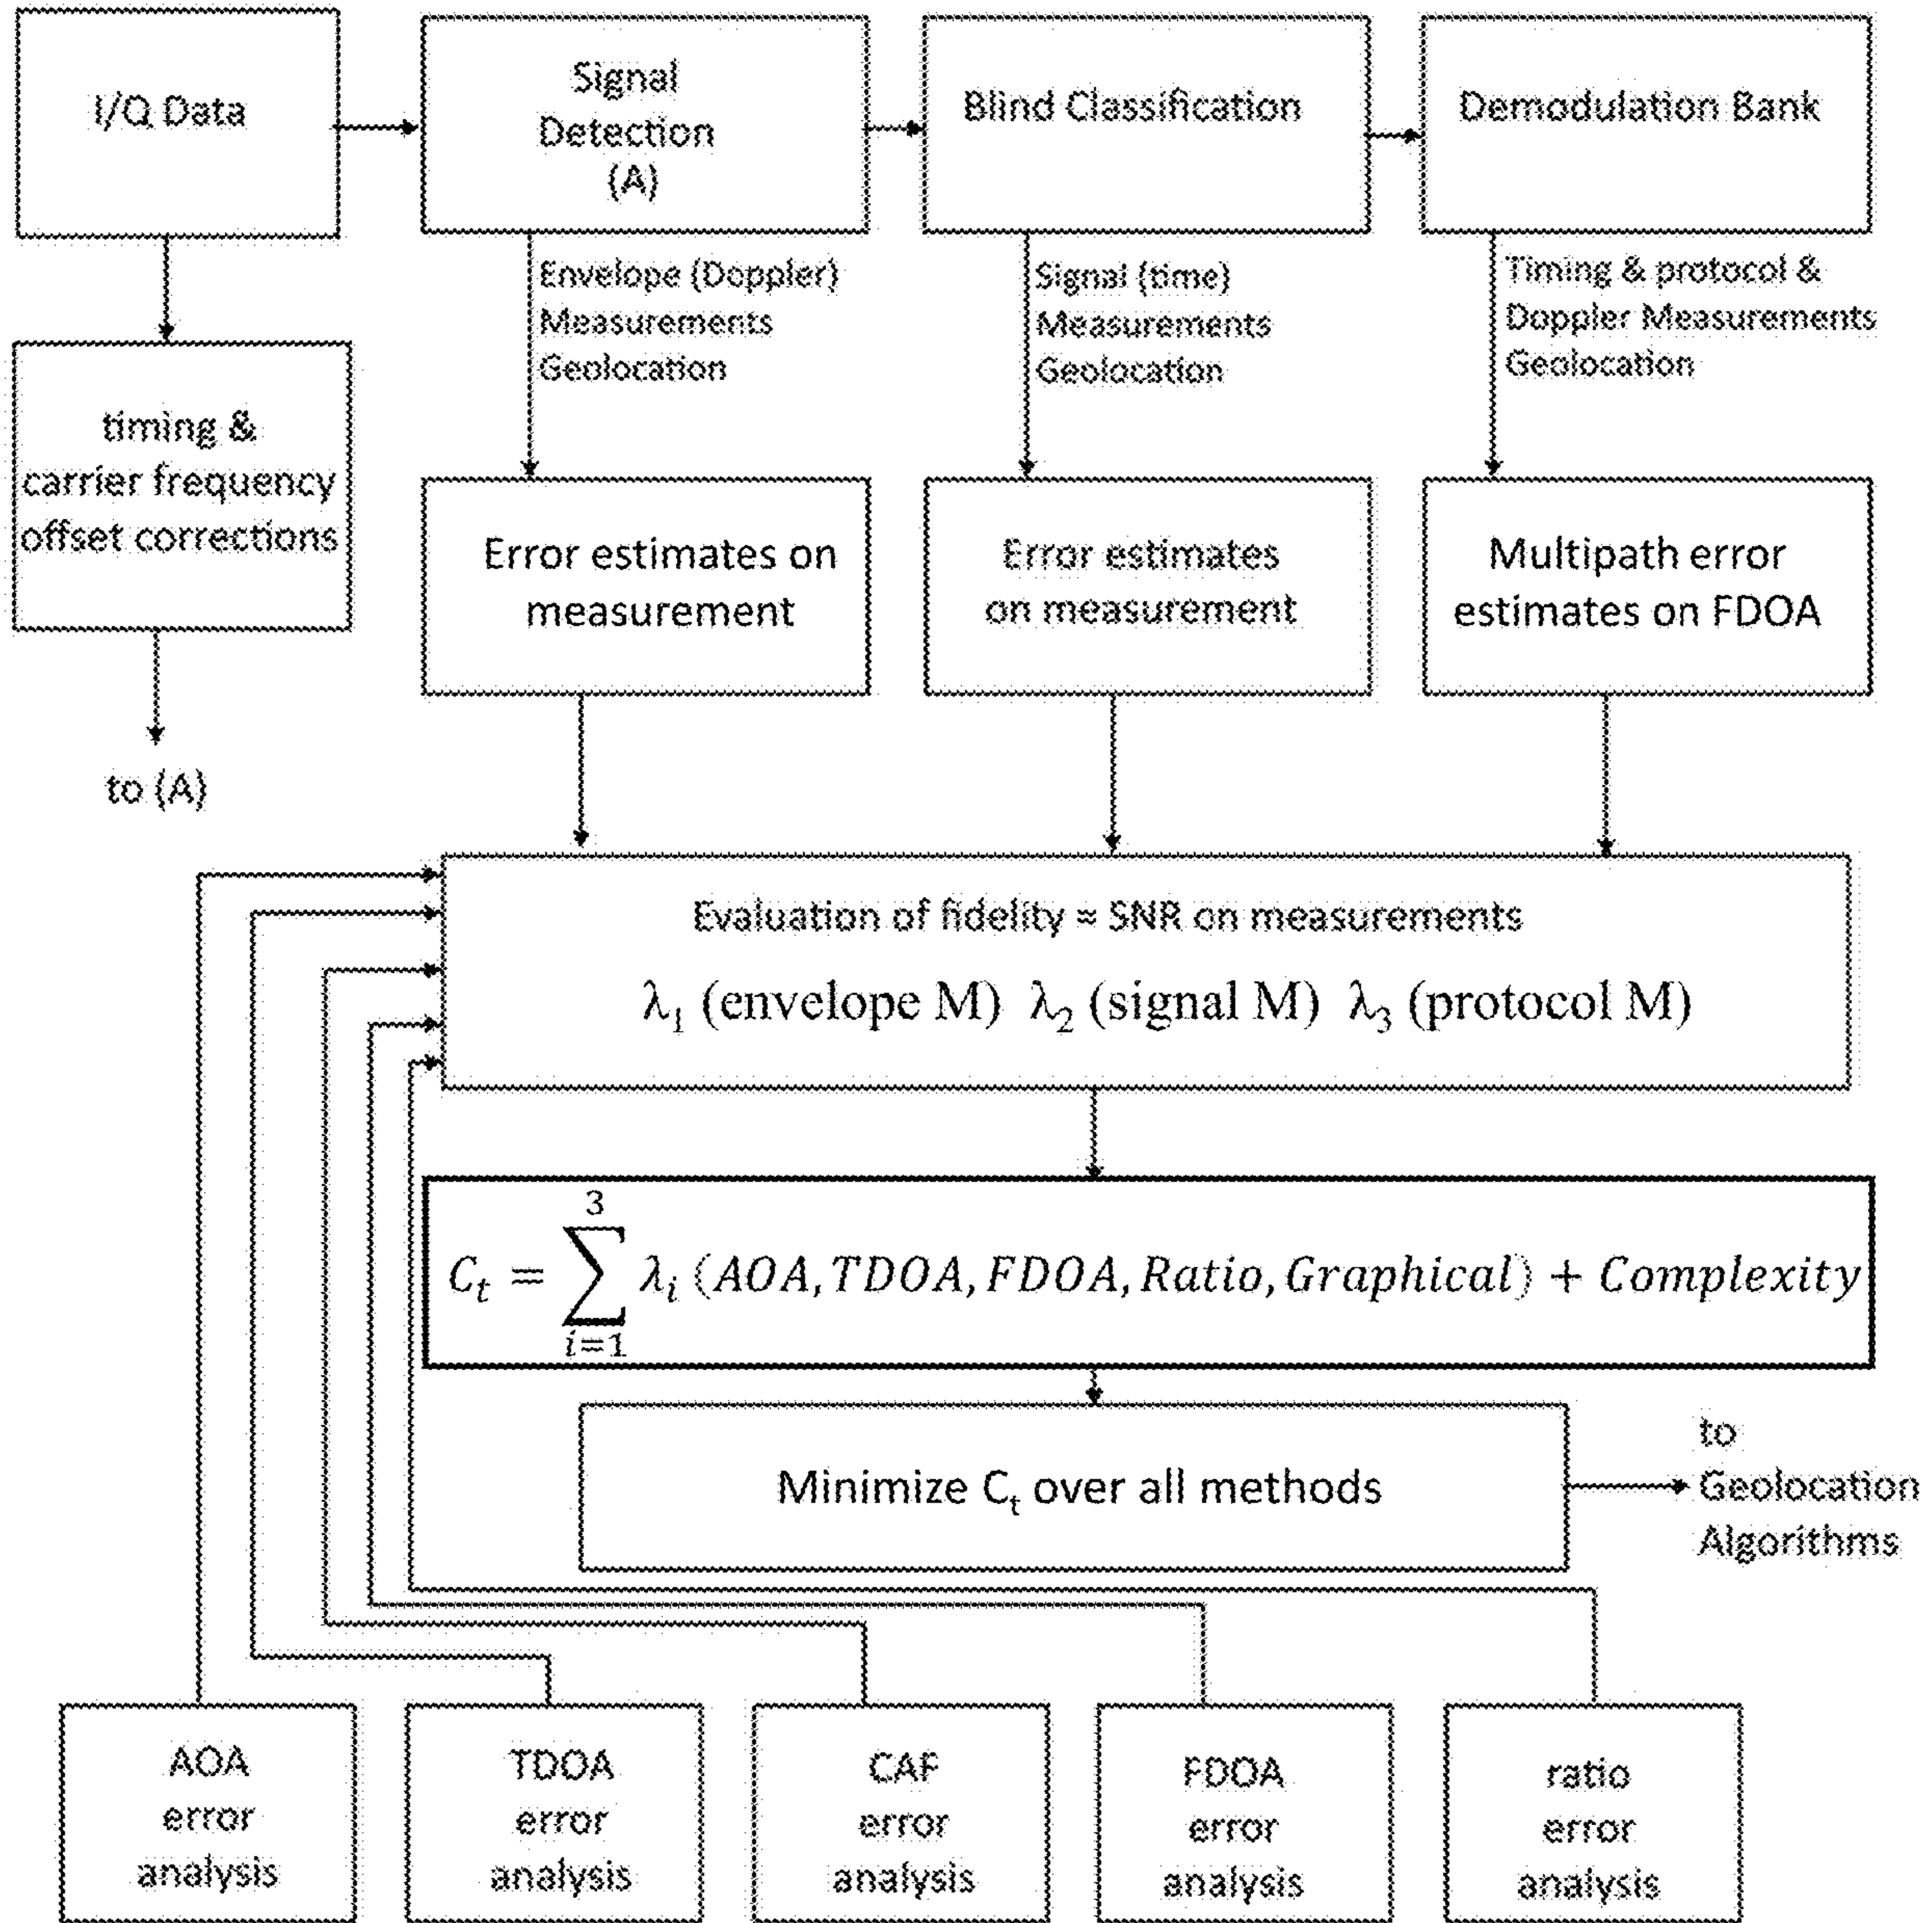 I/Q Data
Signal
Detection
(A)
Blind Classification
Demodulation Bank
Envelope (Doppler)
Measurements
Geolocation
Signal (time)
Measurements
Geolocation
Timing & protocol &
Doppler Measurements
Geolocation
timing &
carrier frequency
offset corrections
to (A)
Error estimates on
measurement
Error estimates
on measurement
Multipath error
estimates on FDOA
Evaluation of fidelity ≈ SNR on measurements
λ₁ (envelope M) λ₂ (signal M) λ₃ (protocol M)
C_t = ∑_{i=1}^{3} λ_i (AOA, TDOA, FDOA, Ratio, Graphical) + Complexity
Minimize C_t over all methods
to
Geolocation
Algorithms
AOA
error
analysis
TDOA
error
analysis
CAF
error
analysis
FDOA
error
analysis
ratio
error
analysis